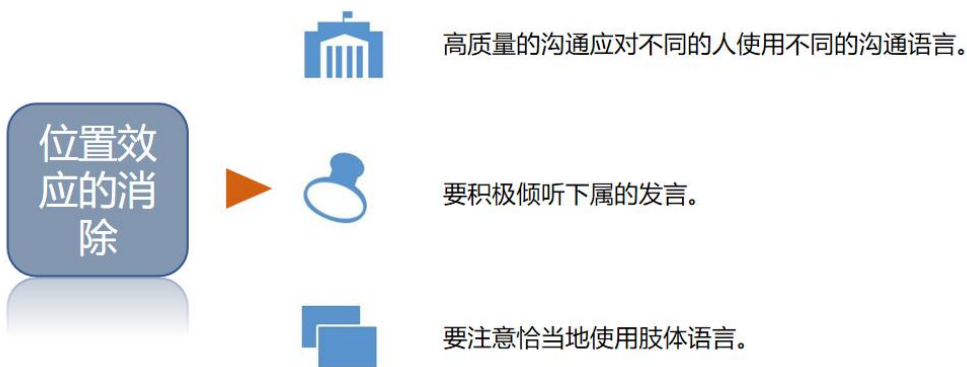 位置效
应的消
除
高质量的沟通应对不同的人使用不同的沟通语言。
要积极倾听下属的发言。
要注意恰当地使用肢体语言。